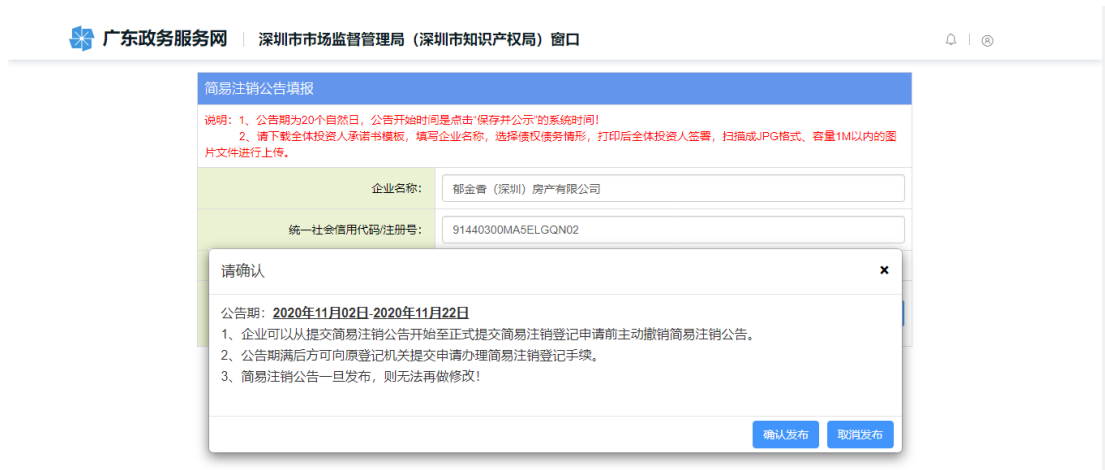 广东政务服务网 深圳市市场监督管理局（深圳市知识产权局）窗口
简易注销公告填报
说明：1、公告期为20个自然日，公告开始时间是点击“保存并公示”的系统时间！
2、请下载全体投资人承诺书模板，填写企业名称，选择债权债务情形，打印后全体投资人签署，扫描成JPG格式、容量1M以内的图
片文件进行上传。
企业名称： 郁金香（深圳）房产有限公司
统一社会信用代码/注册号： 91440300MA5ELGQN02
请确认 ×
公告期：2020年11月02日-2020年11月22日
1、企业可以从提交简易注销公告开始至正式提交简易注销登记申请前主动撤销简易注销公告。
2、公告期满后方可向原登记机关提交申请办理简易注销登记手续。
3、简易注销公告一旦发布，则无法再做修改！
确认发布 取消发布